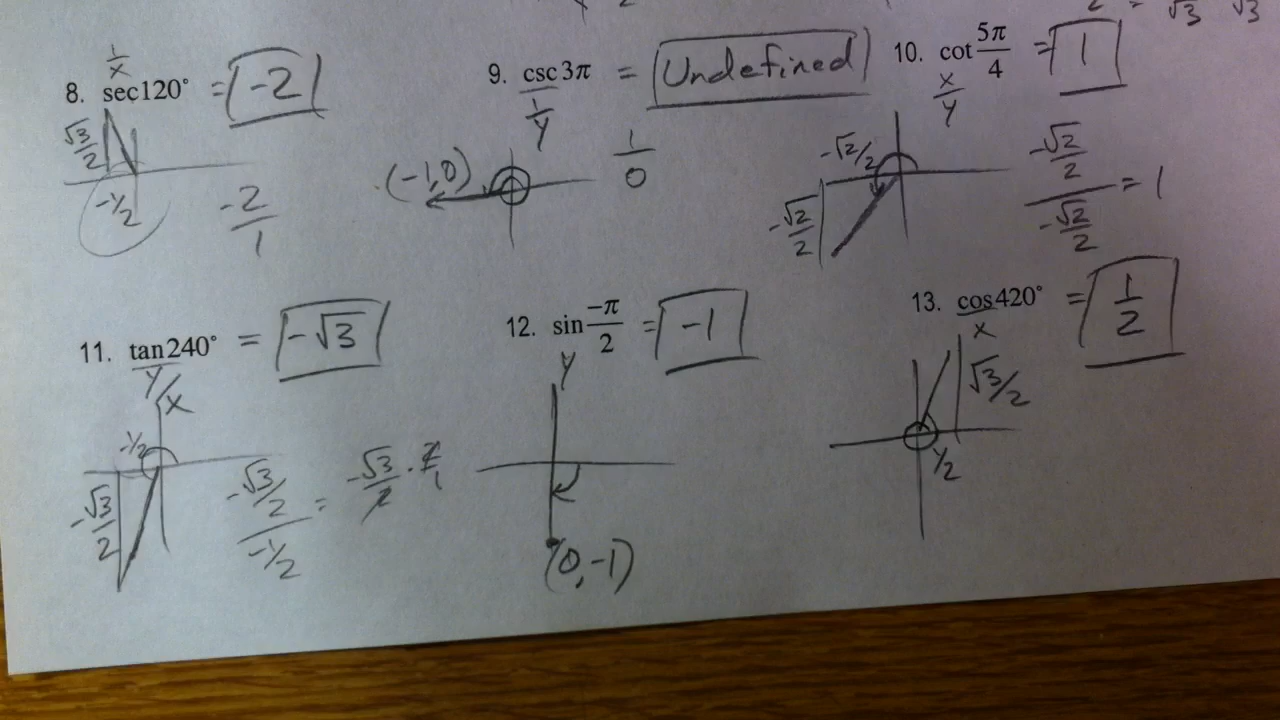 8. sec120° = -2
1/x
√3/2
-1/2
-2/1
9. csc3π = Undefined
1/y
(-1,0)
1/0
10. cot 5π/4 = 1
x/y
-√2/2
-√2/2
-√2/2 / -√2/2 = 1
11. tan240° = -√3
y/x
-1/2
-√3/2
-√3/2 / -1/2 = -√3/2 · 2/1
12. sin -π/2 = -1
y
(0,-1)
13. cos420° = 1/2
x
√3/2
1/2